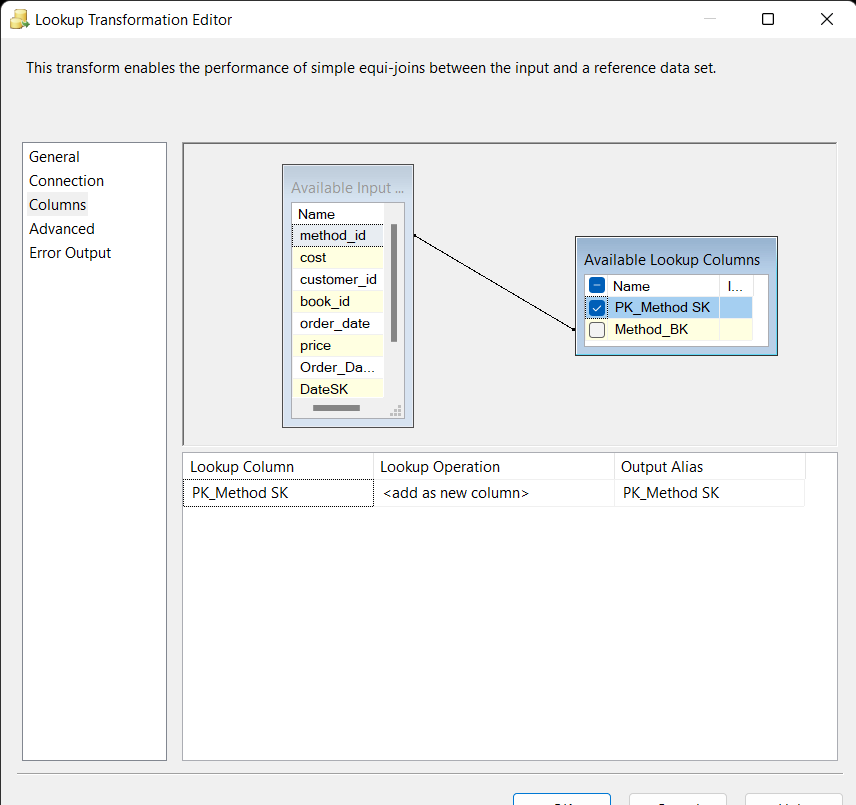 Lookup Transformation Editor
This transform enables the performance of simple equi-joins between the input and a reference data set.
General
Connection
Columns
Advanced
Error Output
Available Input ...
Name
method_id
cost
customer_id
book_id
order_date
price
Order_Da...
DateSK
Available Lookup Columns
Name I...
PK_Method SK
Method_BK
Lookup Column Lookup Operation Output Alias
PK_Method SK <add as new column> PK_Method SK